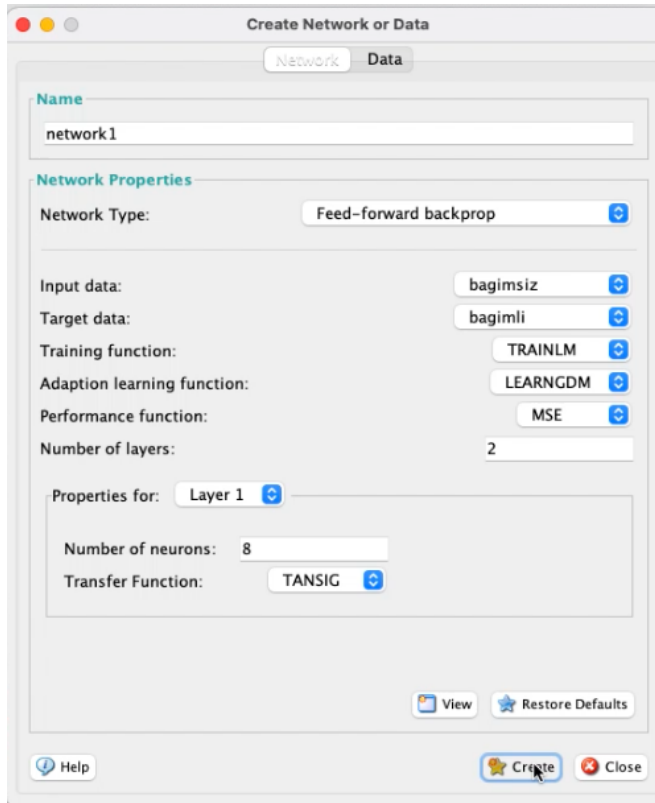 Create Network or Data
Network Data
Name
network1
Network Properties
Network Type: Feed-forward backprop
Input data: bagimsiz
Target data: bagimli
Training function: TRAINLM
Adaption learning function: LEARNGDM
Performance function: MSE
Number of layers: 2
Properties for: Layer 1
Number of neurons: 8
Transfer Function: TANSIG
View Restore Defaults
Help Create Close